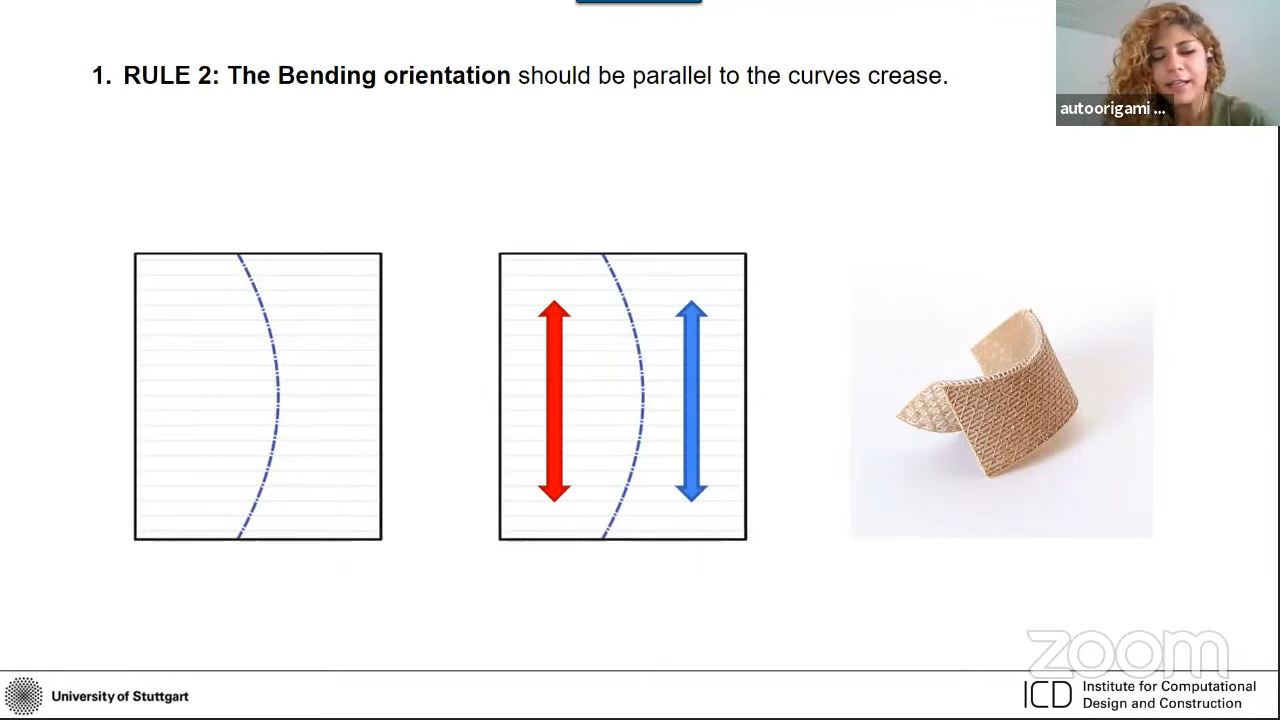 1. RULE 2: The Bending orientation should be parallel to the curves crease.
autoorigami ...
zoom
University of Stuttgart
ICD
Institute for Computational
Design and Construction